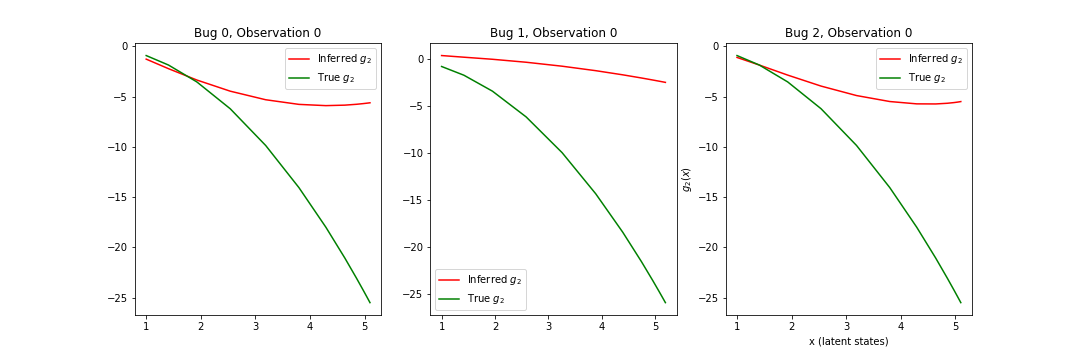 Bug 0, Observation 0
0
−5
−10
−15
−20
−25
1 2 3 4 5
Inferred g₂
True g₂
Bug 1, Observation 0
0
−5
−10
−15
−20
−25
1 2 3 4 5
Inferred g₂
True g₂
Bug 2, Observation 0
g₂(x)
0
−5
−10
−15
−20
−25
1 2 3 4 5
x (latent states)
Inferred g₂
True g₂